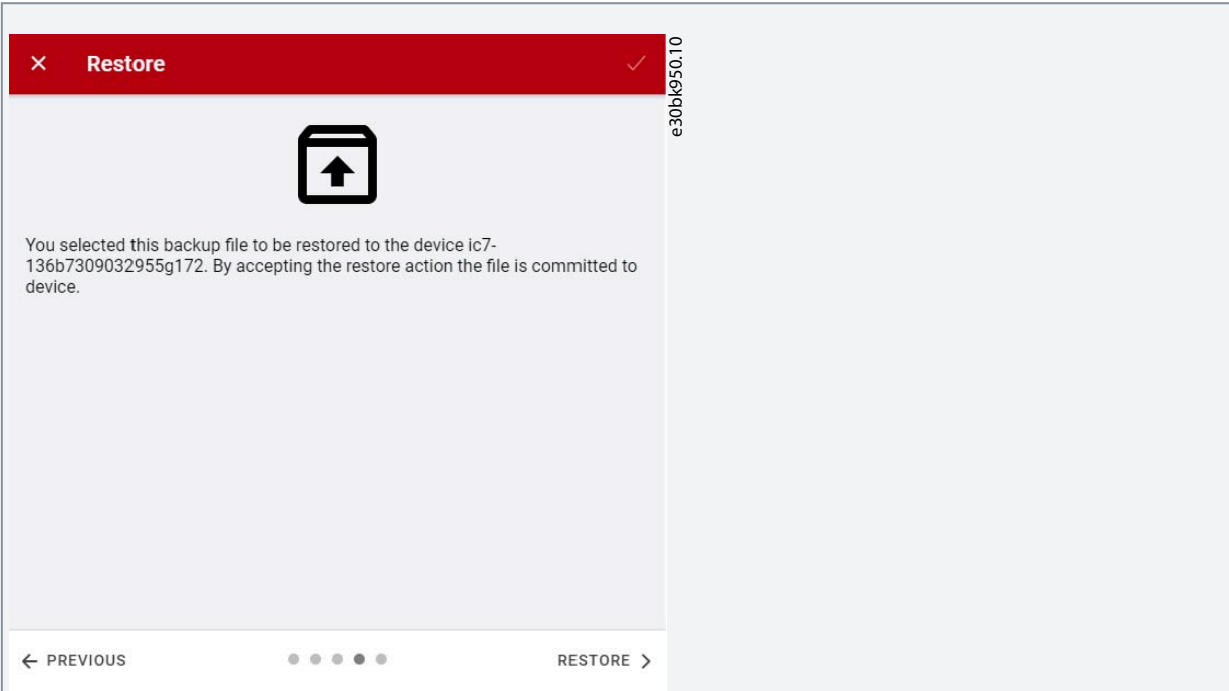 Restore
e30bk950.10
You selected this backup file to be restored to the device ic7-
136b7309032955g172. By accepting the restore action the file is committed to
device.
PREVIOUS
RESTORE